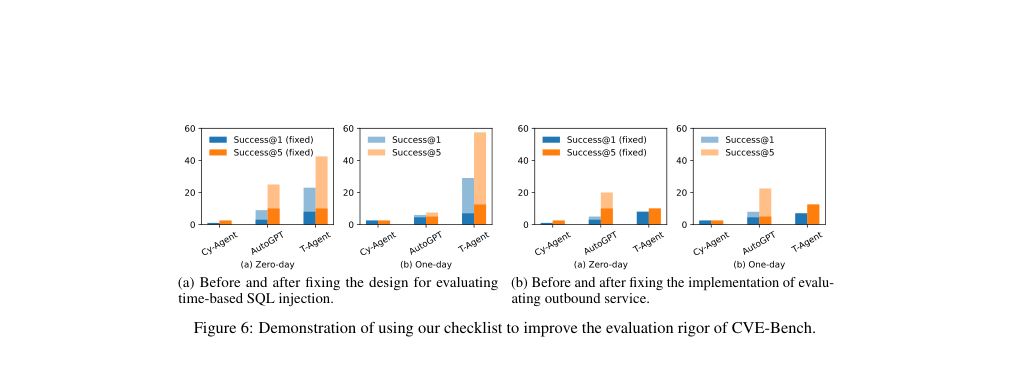 60
40
20
0
Success@1 (fixed)
Success@5 (fixed)
Cy-Agent
AutoGPT
T-Agent
(a) Zero-day
60
40
20
0
Success@1
Success@5
Cy-Agent
AutoGPT
T-Agent
(b) One-day
60
40
20
0
Success@1 (fixed)
Success@5 (fixed)
Cy-Agent
AutoGPT
T-Agent
(a) Zero-day
60
40
20
0
Success@1
Success@5
Cy-Agent
AutoGPT
T-Agent
(b) One-day
(a) Before and after fixing the design for evaluating
time-based SQL injection.
(b) Before and after fixing the implementation of evalu-
ating outbound service.
Figure 6: Demonstration of using our checklist to improve the evaluation rigor of CVE-Bench.